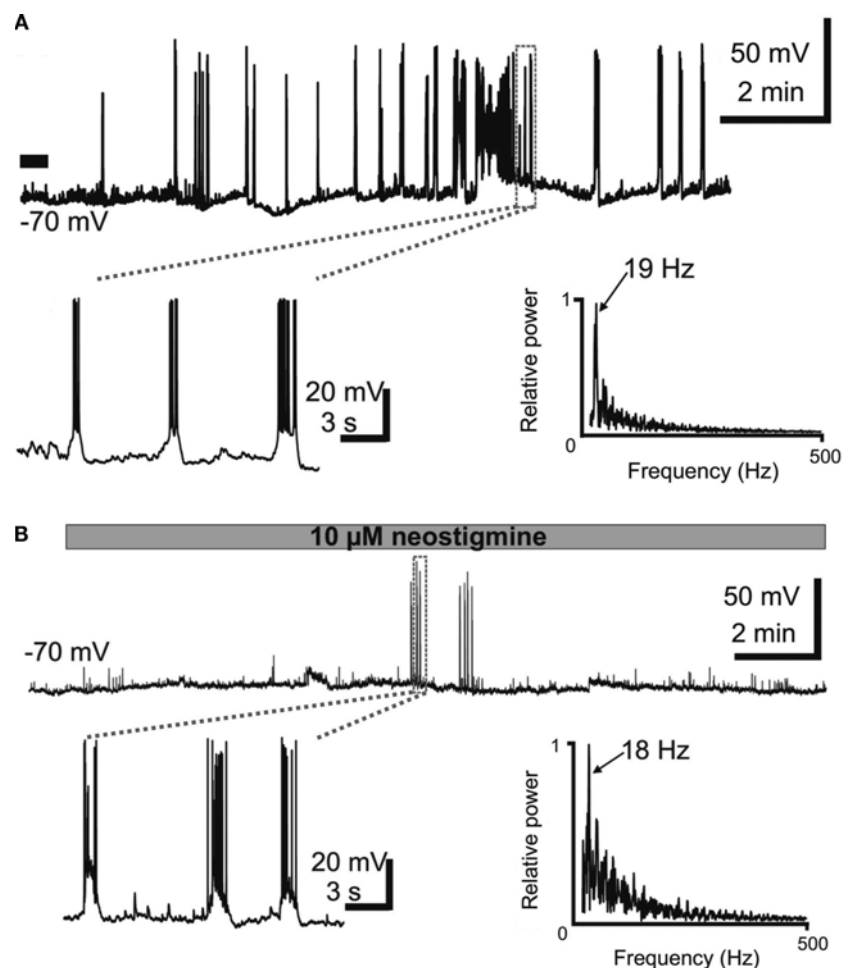 A
50 mV
2 min
-70 mV
19 Hz
1
Relative power
20 mV
3 s
0
500
Frequency (Hz)
B
10 µM neostigmine
50 mV
-70 mV
2 min
1
18 Hz
Relative power
20 mV
3 s
0
500
Frequency (Hz)